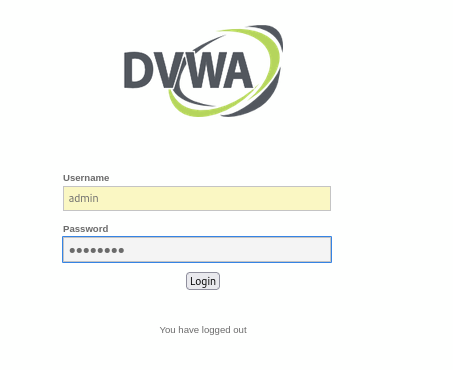 DVWA
Username
admin
Password
●●●●●●●●
Login
You have logged out